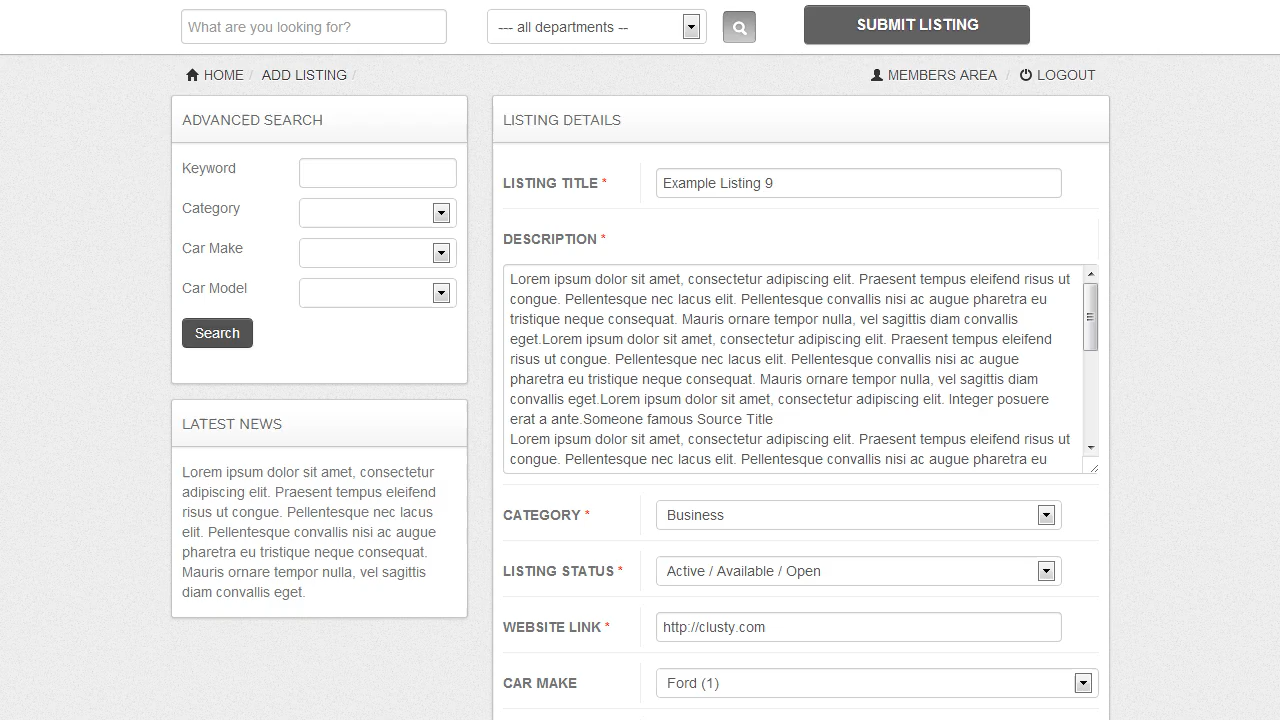 What are you looking for?
--- all departments --
SUBMIT LISTING
HOME / ADD LISTING /
MEMBERS AREA / LOGOUT
ADVANCED SEARCH
Keyword
Category
Car Make
Car Model
Search
LATEST NEWS
Lorem ipsum dolor sit amet, consectetur
adipiscing elit. Praesent tempus eleifend
risus ut congue. Pellentesque nec lacus
elit. Pellentesque convallis nisi ac augue
pharetra eu tristique neque consequat.
Mauris ornare tempor nulla, vel sagittis
diam convallis eget.
LISTING DETAILS
LISTING TITLE *
Example Listing 9
DESCRIPTION *
Lorem ipsum dolor sit amet, consectetur adipiscing elit. Praesent tempus eleifend risus ut
congue. Pellentesque nec lacus elit. Pellentesque convallis nisi ac augue pharetra eu
tristique neque consequat. Mauris ornare tempor nulla, vel sagittis diam convallis
eget.Lorem ipsum dolor sit amet, consectetur adipiscing elit. Praesent tempus eleifend
risus ut congue. Pellentesque nec lacus elit. Pellentesque convallis nisi ac augue
pharetra eu tristique neque consequat. Mauris ornare tempor nulla, vel sagittis diam
convallis eget.Lorem ipsum dolor sit amet, consectetur adipiscing elit. Integer posuere
erat a ante.Someone famous Source Title
Lorem ipsum dolor sit amet, consectetur adipiscing elit. Praesent tempus eleifend risus ut
congue. Pellentesque nec lacus elit. Pellentesque convallis nisi ac augue pharetra eu
CATEGORY *
Business
LISTING STATUS *
Active / Available / Open
WEBSITE LINK *
http://clusty.com
CAR MAKE
Ford (1)